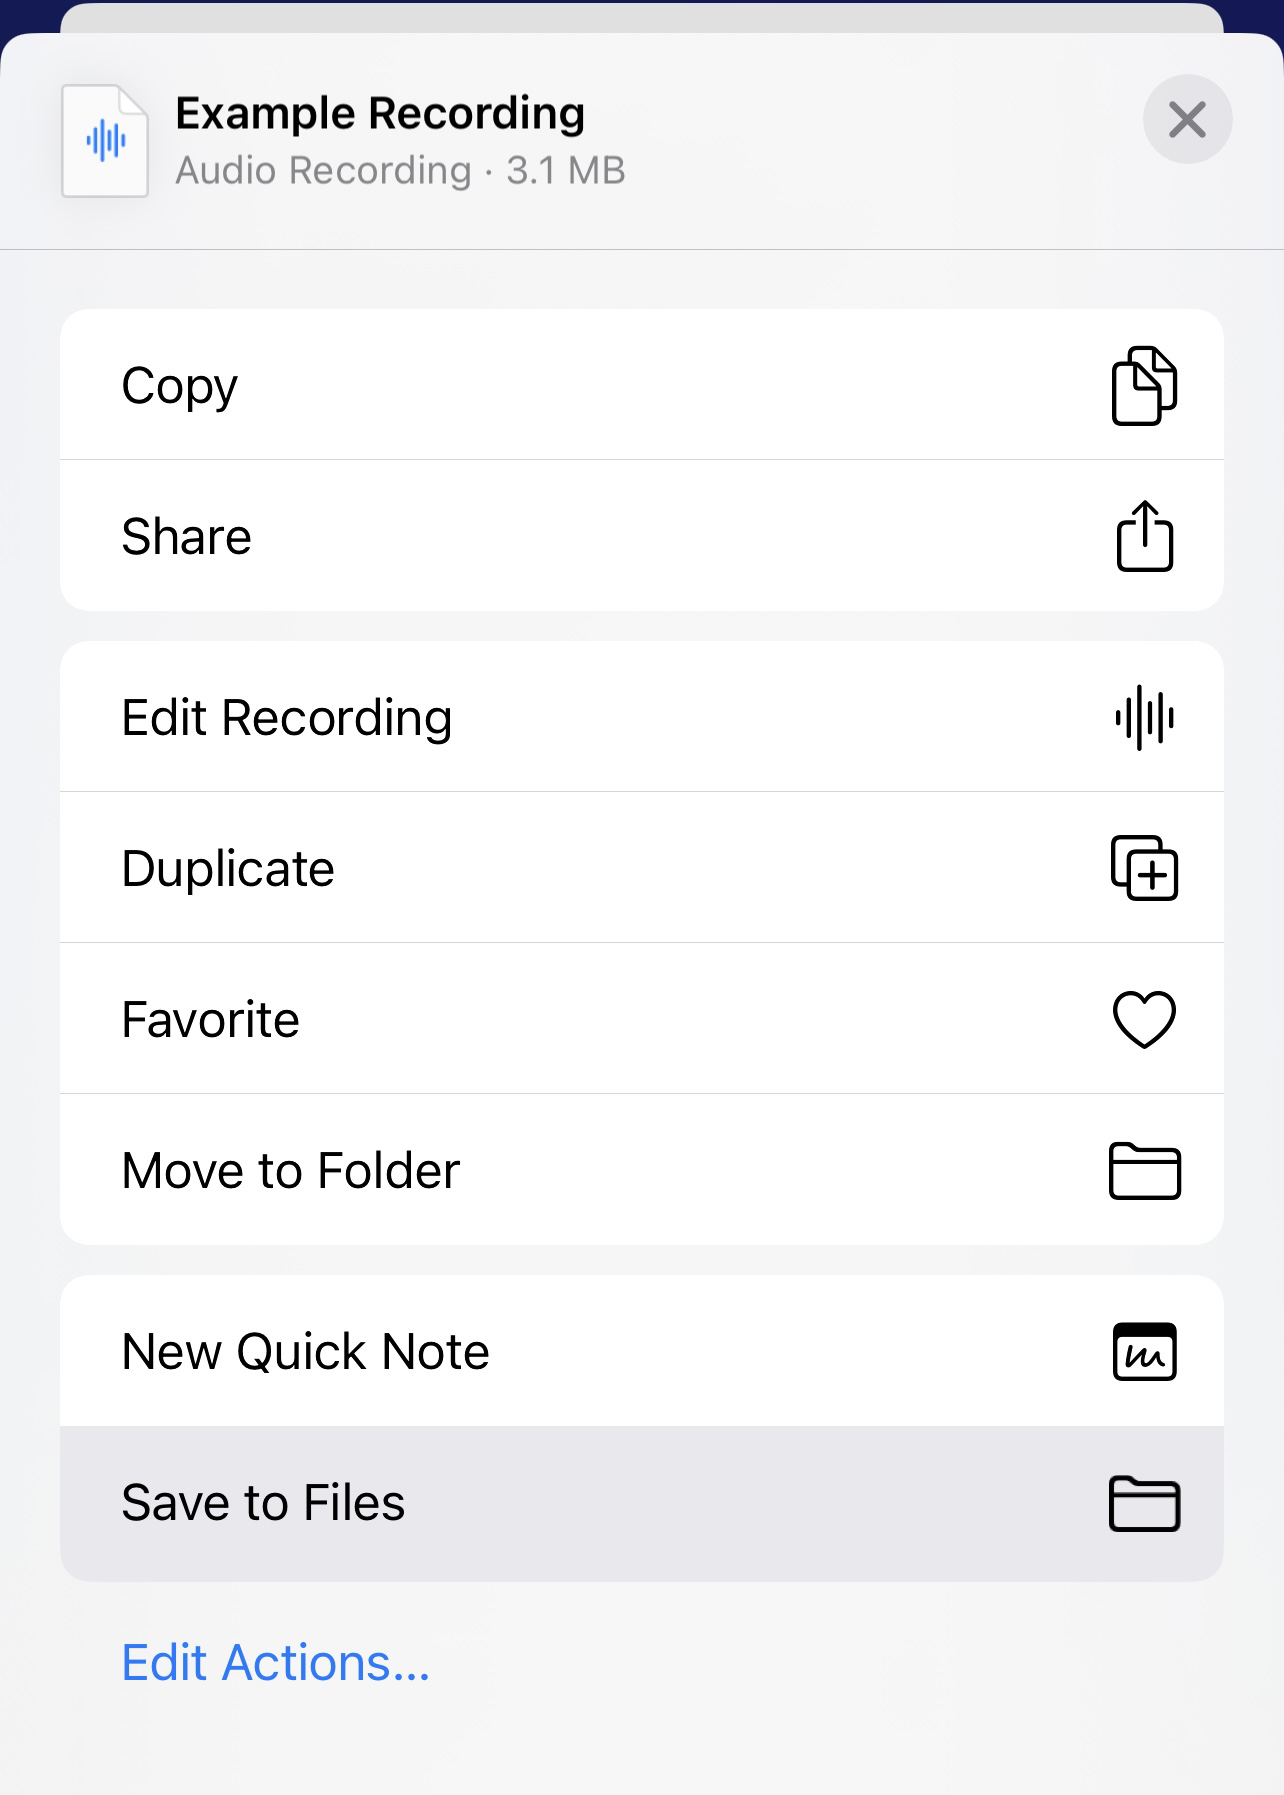 Example Recording
Audio Recording · 3.1 MB
Copy
Share
Edit Recording
Duplicate
Favorite
Move to Folder
New Quick Note
Save to Files
Edit Actions...